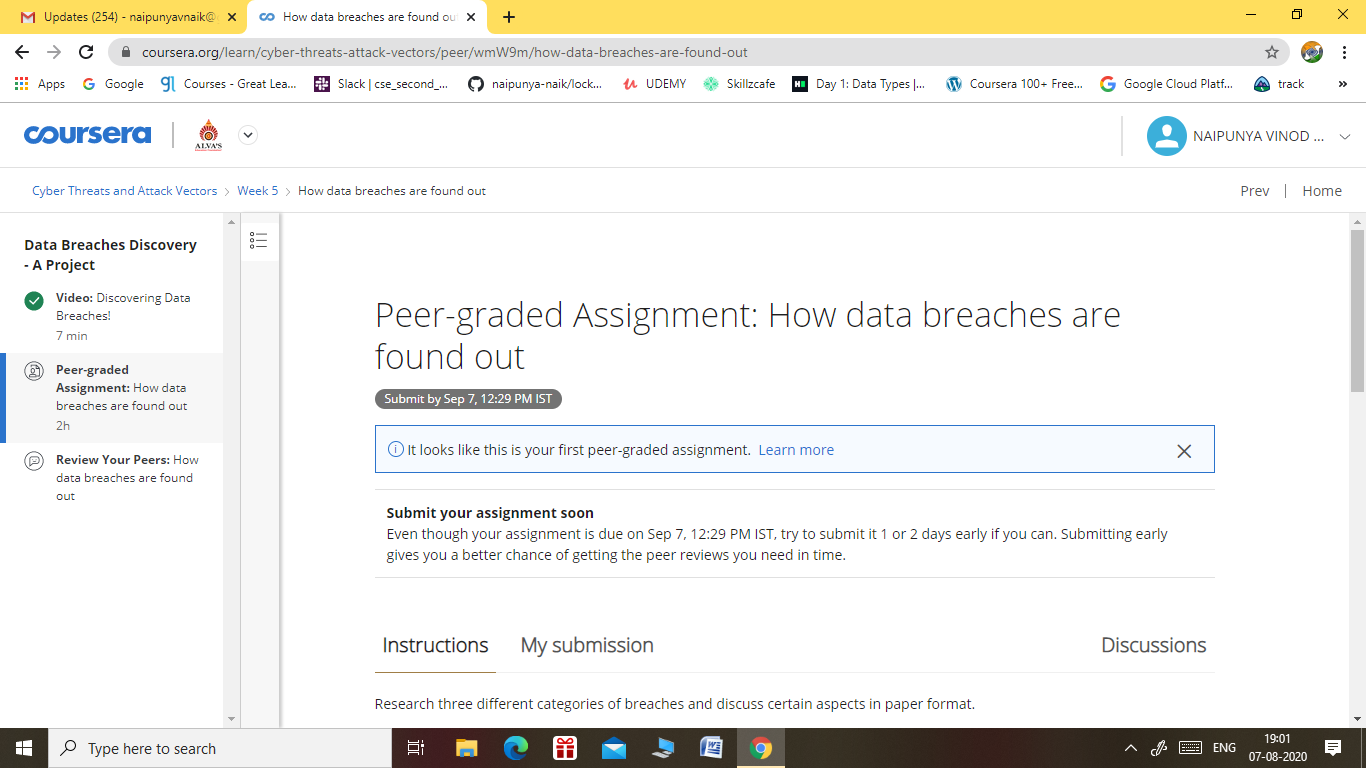 Updates (254) - naipunyavnaik@
How data breaches are found ou
coursera.org/learn/cyber-threats-attack-vectors/peer/wmW9m/how-data-breaches-are-found-out
Apps
Google
Courses - Great Lea...
Slack | cse_second_...
naipunya-naik/lock...
UDEMY
Skillzcafe
Day 1: Data Types |...
Coursera 100+ Free...
Google Cloud Platf...
track
»
coursera
ALVA'S
NAIPUNYA VINOD ...
Cyber Threats and Attack Vectors
Week 5
How data breaches are found out
Prev
Home
Data Breaches Discovery
- A Project
Video: Discovering Data
Breaches!
7 min
Peer-graded
Assignment: How data
breaches are found out
2h
Review Your Peers: How
data breaches are found
out
Peer-graded Assignment: How data breaches are
found out
Submit by Sep 7, 12:29 PM IST
It looks like this is your first peer-graded assignment. Learn more
Submit your assignment soon
Even though your assignment is due on Sep 7, 12:29 PM IST, try to submit it 1 or 2 days early if you can. Submitting early
gives you a better chance of getting the peer reviews you need in time.
Instructions
My submission
Discussions
Research three different categories of breaches and discuss certain aspects in paper format.
Type here to search
ENG
19:01
07-08-2020